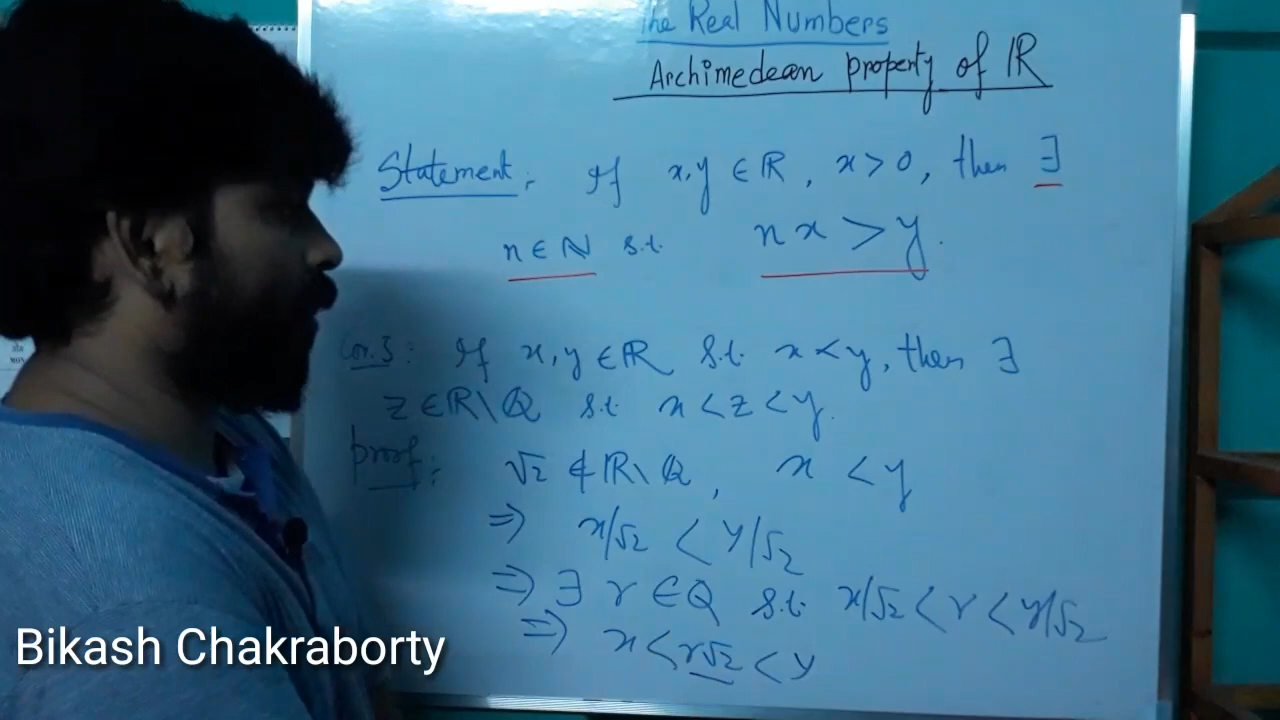 The Real Numbers
Archimedean property of ℝ
Statement: If x,y ∈ ℝ, x > 0, then ∃
n ∈ ℕ s.t. nx > y.
Cor.3: If x,y ∈ ℝ s.t. x < y, then ∃
z ∈ ℝ\ℚ s.t x < z < y.
proof: √2 ∉ ℝ\ℚ, x < y
⇒ x/√2 < y/√2
⇒ ∃ r ∈ ℚ s.t. x/√2 < r < y/√2
⇒ x < r√2 < y
Bikash Chakraborty